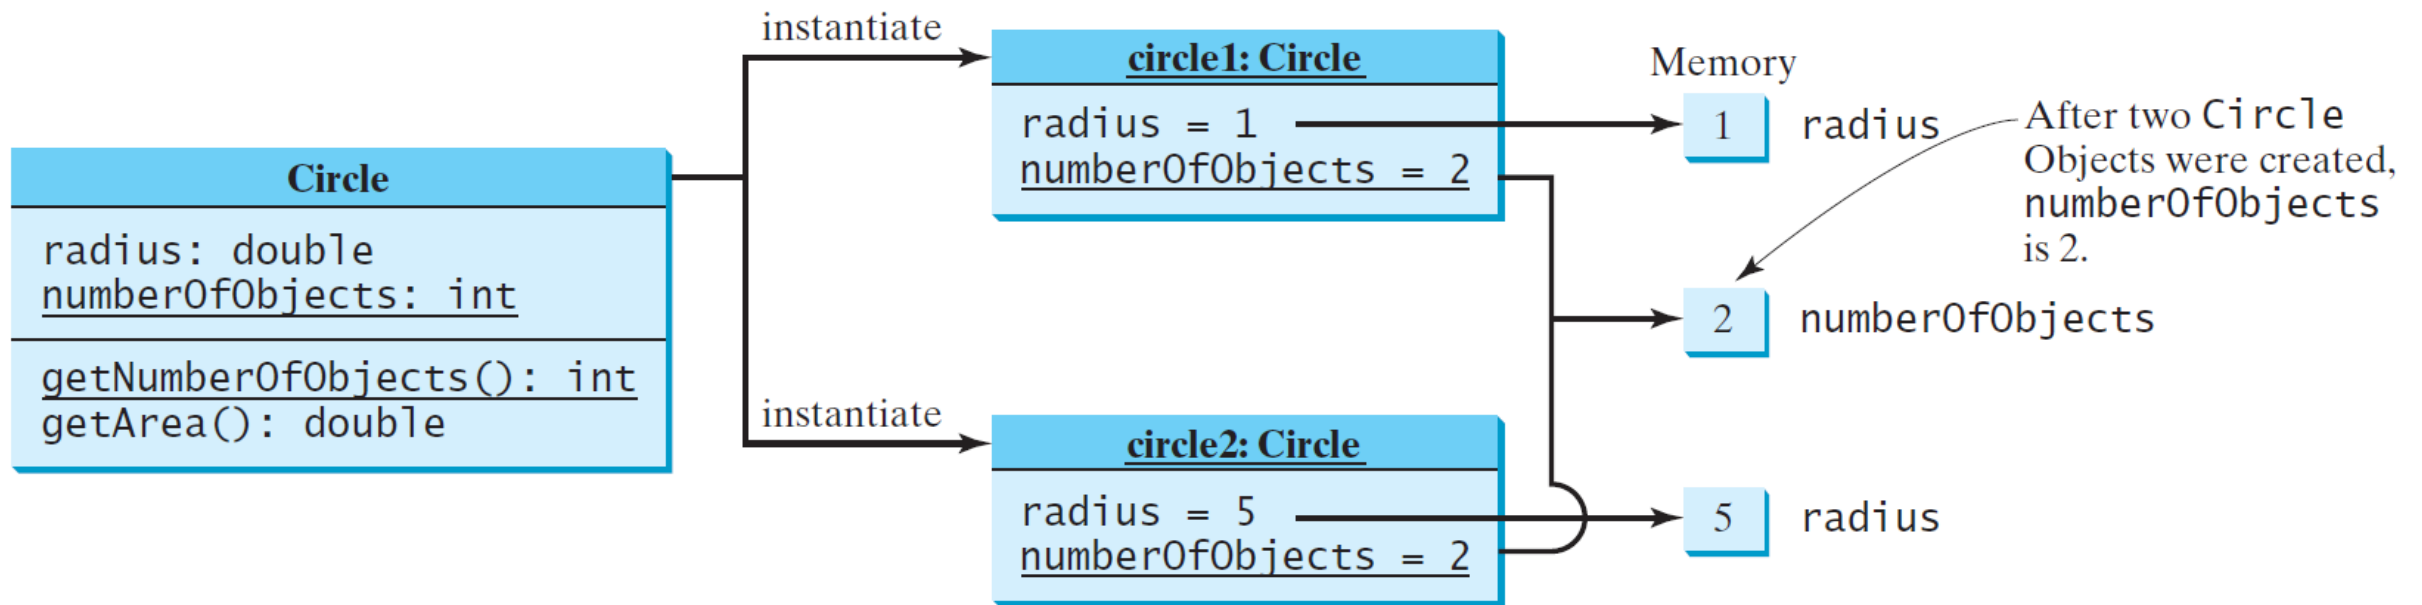 Circle
radius: double
numberOfObjects: int
getNumberOfObjects(): int
getArea(): double
instantiate
circle1: Circle
radius = 1
numberOfObjects = 2
instantiate
circle2: Circle
radius = 5
numberOfObjects = 2
Memory
1 radius
2 numberOfObjects
5 radius
After two Circle
Objects were created,
numberOfObjects
is 2.